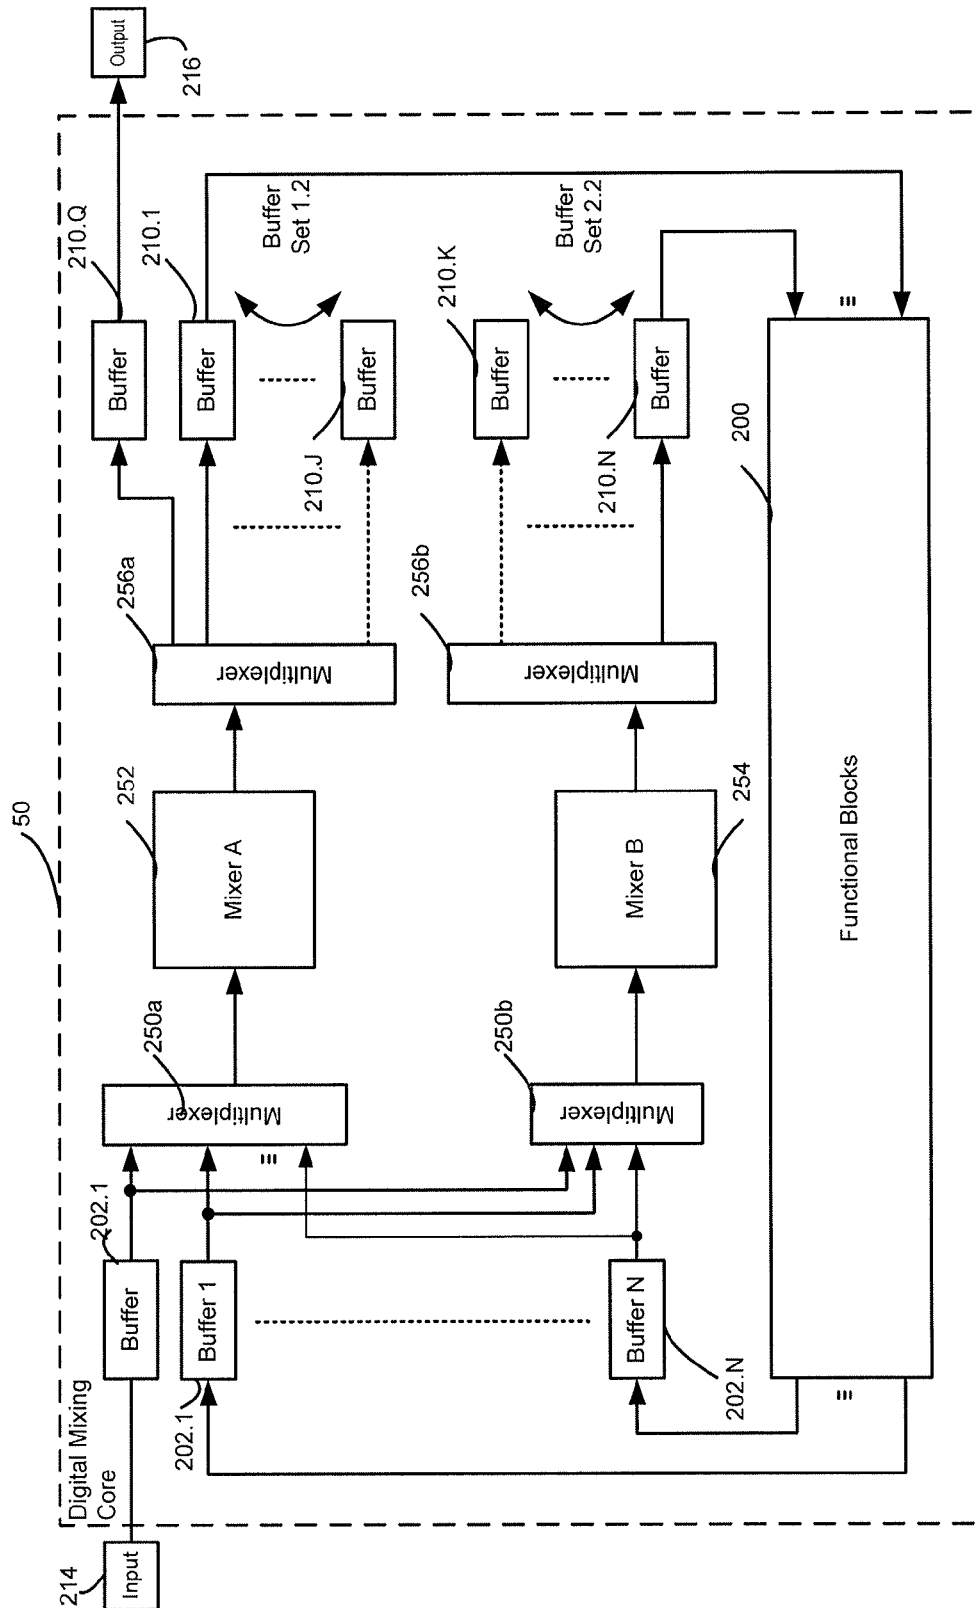 50
Digital Mixing
Core
214
Input
202.1
Buffer
202.1
Buffer 1
Buffer N
202.N
Multiplexer
250a
Multiplexer
250b
Mixer A
252
Mixer B
254
Multiplexer
256a
Multiplexer
256b
Buffer
210.Q
Buffer
210.1
Buffer
210.J
Buffer
210.K
Buffer
210.N
Buffer
Set 1.2
Buffer
Set 2.2
Output
216
Functional Blocks
200